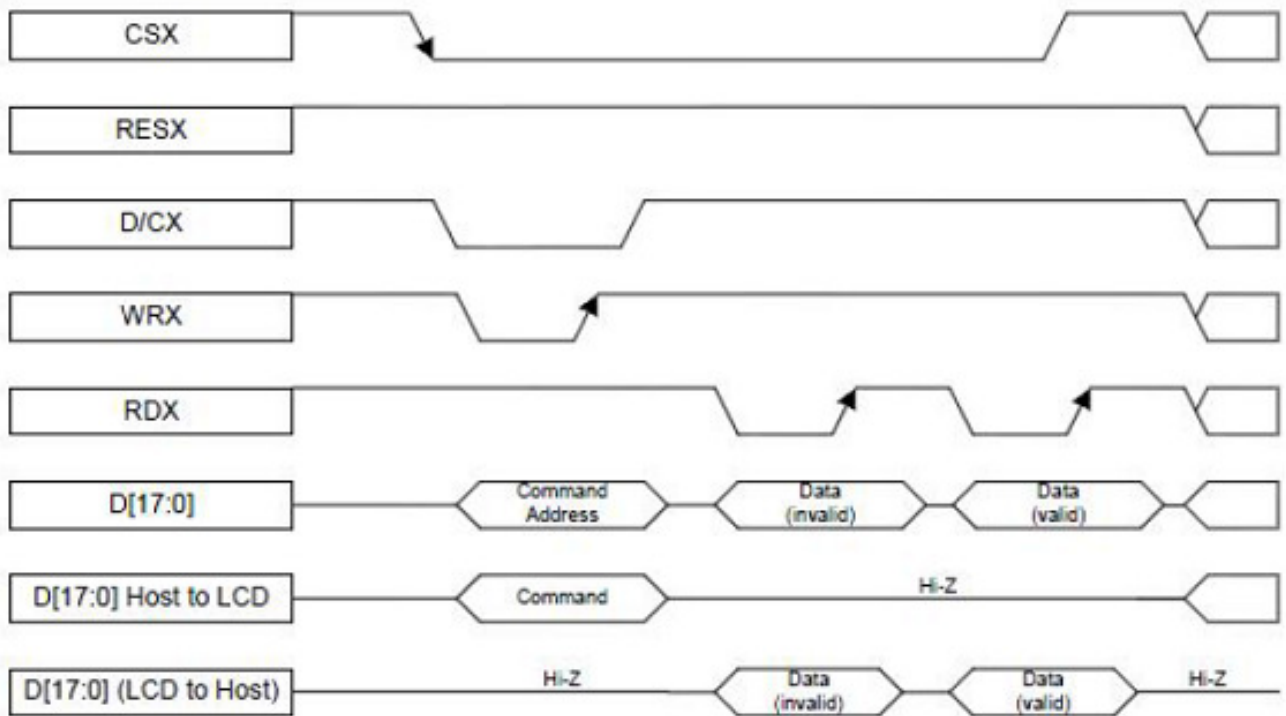 CSX
RESX
D/CX
WRX
RDX
D[17:0]
Command
Address
Data
(invalid)
Data
(valid)
D[17:0] Host to LCD
Command
Hi-Z
D[17:0] (LCD to Host)
Hi-Z
Data
(invalid)
Data
(valid)
Hi-Z